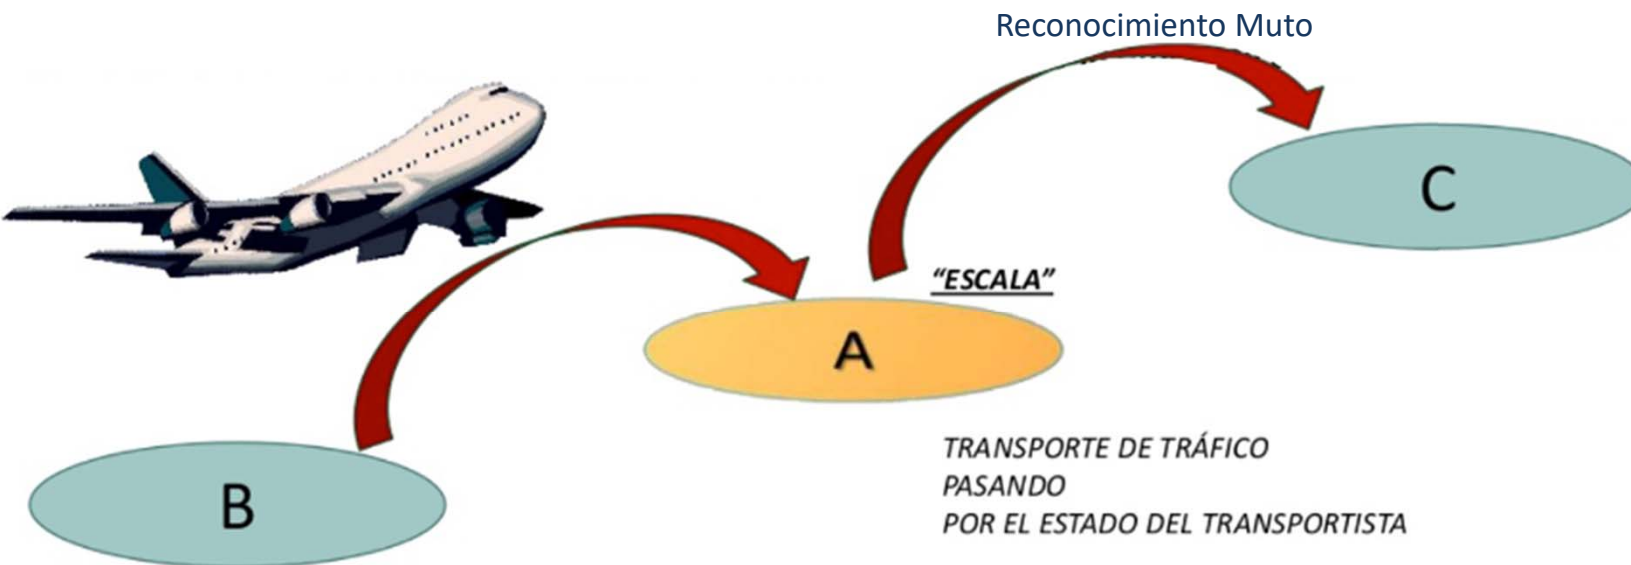 Reconocimiento Muto
C
"ESCALA"
A
B
TRANSPORTE DE TRÁFICO
PASANDO
POR EL ESTADO DEL TRANSPORTISTA